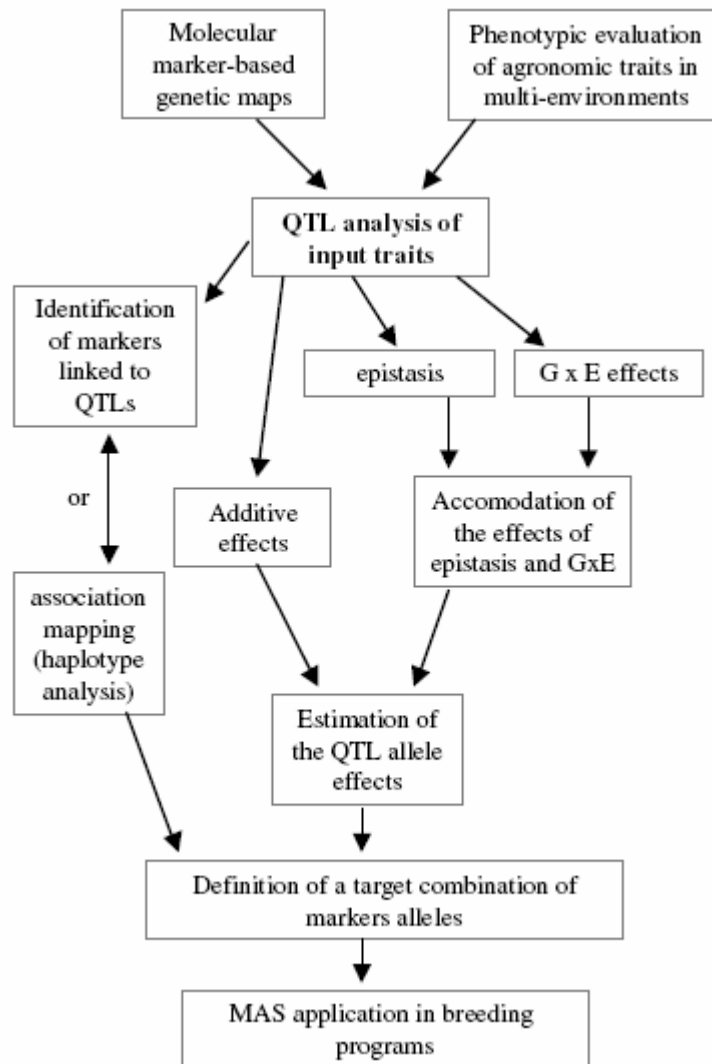 Molecular
marker-based
genetic maps
Phenotypic evaluation
of agronomic traits in
multi-environments
QTL analysis of
input traits
Identification
of markers
linked to
QTLs
epistasis
G x E effects
or
Additive
effects
Accomodation of
the effects of
epistasis and GxE
association
mapping
(haplotype
analysis)
Estimation of
the QTL allele
effects
Definition of a target combination of
markers alleles
MAS application in breeding
programs